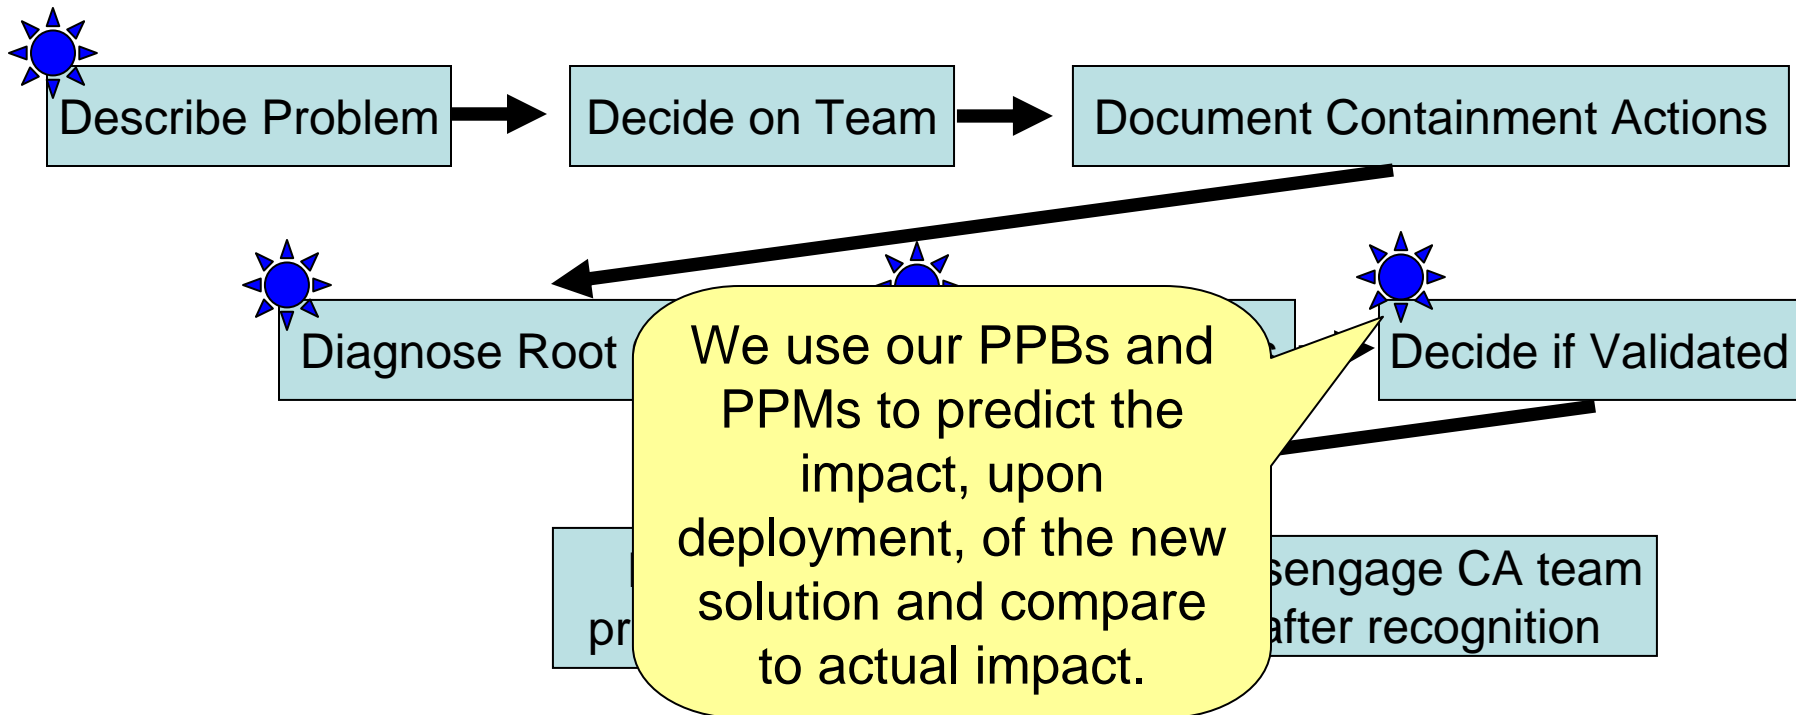 Describe Problem
Decide on Team
Document Containment Actions
Diagnose Root
Decide if Validated
We use our PPBs and
PPMs to predict the
impact, upon
deployment, of the new
solution and compare
to actual impact.
CA team
after recognition